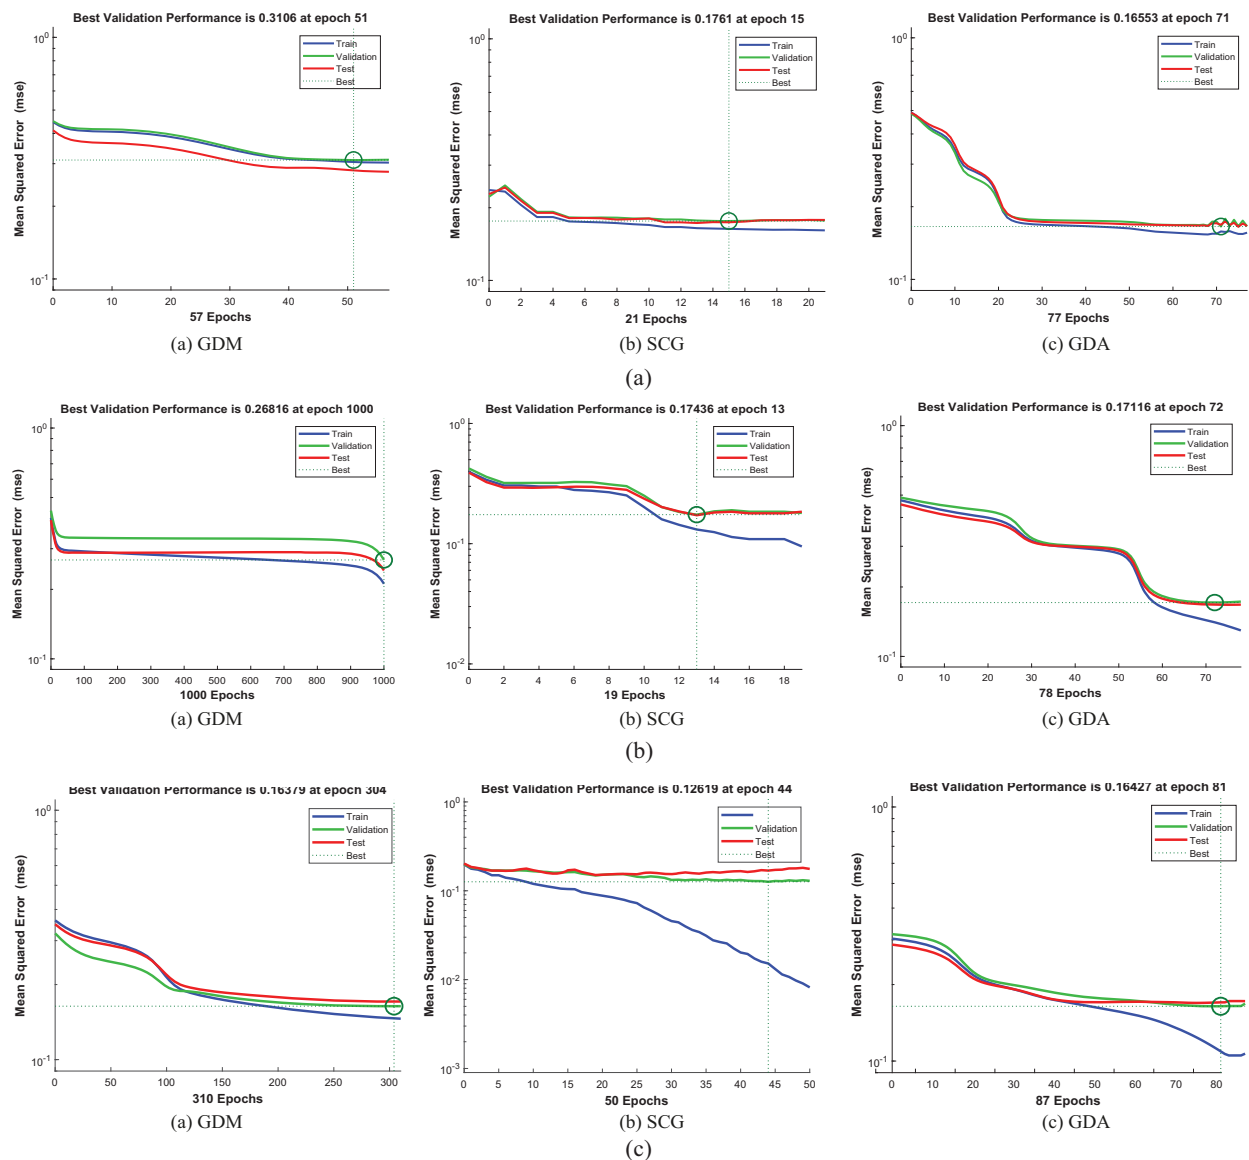 Best Validation Performance is 0.3106 at epoch 51
10^0
Train
Validation
Test
Best
Mean Squared Error (mse)
10^-1
0 10 20 30 40 50
57 Epochs
(a) GDM
Best Validation Performance is 0.1761 at epoch 15
10^0
Train
Validation
Test
Best
Mean Squared Error (mse)
10^-1
0 2 4 6 8 10 12 14 16 18 20
21 Epochs
(b) SCG
Best Validation Performance is 0.16553 at epoch 71
10^0
Train
Validation
Test
Best
Mean Squared Error (mse)
10^-1
0 10 20 30 40 50 60 70
77 Epochs
(c) GDA
(a)
Best Validation Performance is 0.26816 at epoch 1000
10^0
Train
Validation
Test
Best
Mean Squared Error (mse)
10^-1
0 100 200 300 400 500 600 700 800 900 1000
1000 Epochs
(a) GDM
Best Validation Performance is 0.17436 at epoch 13
10^0
Train
Validation
Test
Best
Mean Squared Error (mse)
10^-1
10^-2
0 2 4 6 8 10 12 14 16 18
19 Epochs
(b) SCG
Best Validation Performance is 0.17116 at epoch 72
10^0
Train
Validation
Test
Best
Mean Squared Error (mse)
10^-1
0 10 20 30 40 50 60 70
78 Epochs
(c) GDA
(b)
Best Validation Performance is 0.16379 at epoch 304
10^0
Train
Validation
Test
Best
Mean Squared Error (mse)
10^-1
0 50 100 150 200 250 300
310 Epochs
(a) GDM
Best Validation Performance is 0.12619 at epoch 44
10^0
Validation
Test
Best
Mean Squared Error (mse)
10^-1
10^-2
10^-3
0 5 10 15 20 25 30 35 40 45 50
50 Epochs
(b) SCG
Best Validation Performance is 0.16427 at epoch 81
10^0
Train
Validation
Test
Best
Mean Squared Error (mse)
10^-1
0 10 20 30 40 50 60 70 80
87 Epochs
(c) GDA
(c)